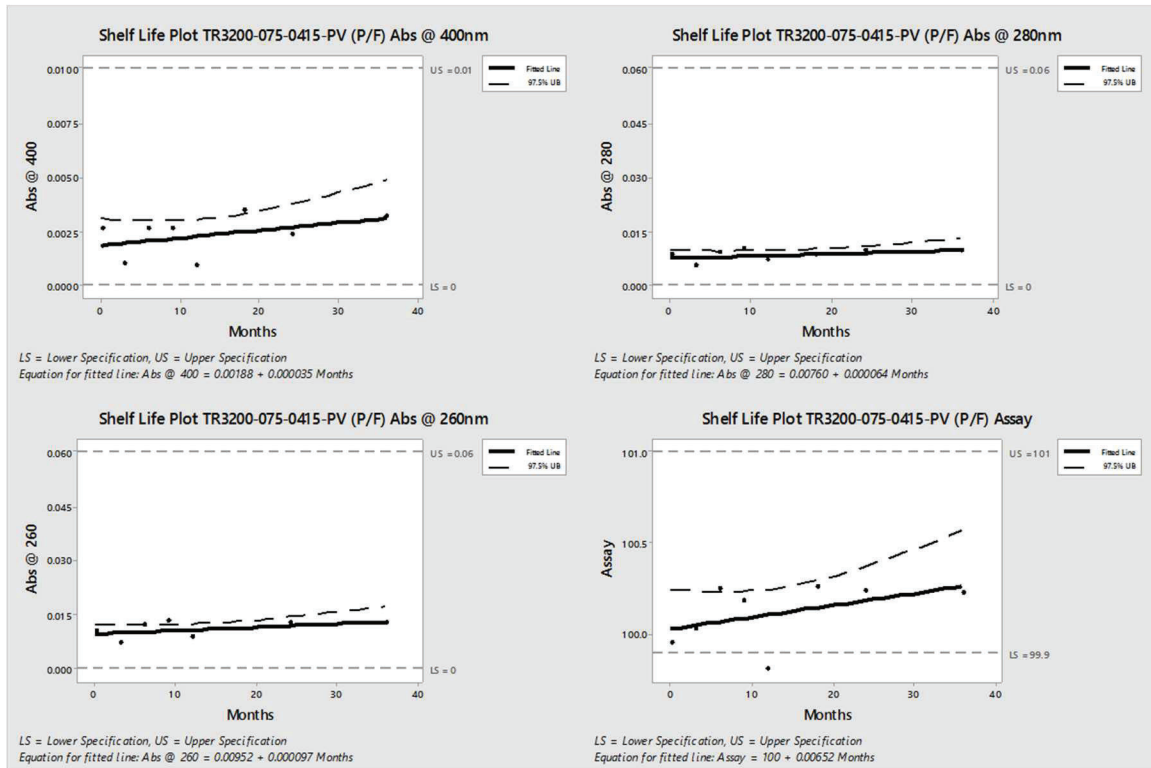 Shelf Life Plot TR3200-075-0415-PV (P/F) Abs @ 400nm
0.0100
US = 0.01
Fitted Line
97.5% UB
0.0075
Abs @ 400
0.0050
0.0025
0.0000
LS = 0
0 10 20 30 40
Months
LS = Lower Specification, US = Upper Specification
Equation for fitted line: Abs @ 400 = 0.00188 + 0.000035 Months
Shelf Life Plot TR3200-075-0415-PV (P/F) Abs @ 280nm
0.060
US = 0.06
Fitted Line
97.5% UB
0.045
Abs @ 280
0.030
0.015
0.000
LS = 0
0 10 20 30 40
Months
LS = Lower Specification, US = Upper Specification
Equation for fitted line: Abs @ 280 = 0.00760 + 0.000064 Months
Shelf Life Plot TR3200-075-0415-PV (P/F) Abs @ 260nm
0.060
US = 0.06
Fitted Line
97.5% UB
0.045
Abs @ 260
0.030
0.015
0.000
LS = 0
0 10 20 30 40
Months
LS = Lower Specification, US = Upper Specification
Equation for fitted line: Abs @ 260 = 0.00952 + 0.000097 Months
Shelf Life Plot TR3200-075-0415-PV (P/F) Assay
101.0
US = 101
Fitted Line
97.5% UB
100.5
Assay
100.0
LS = 99.9
0 10 20 30 40
Months
LS = Lower Specification, US = Upper Specification
Equation for fitted line: Assay = 100 + 0.00652 Months